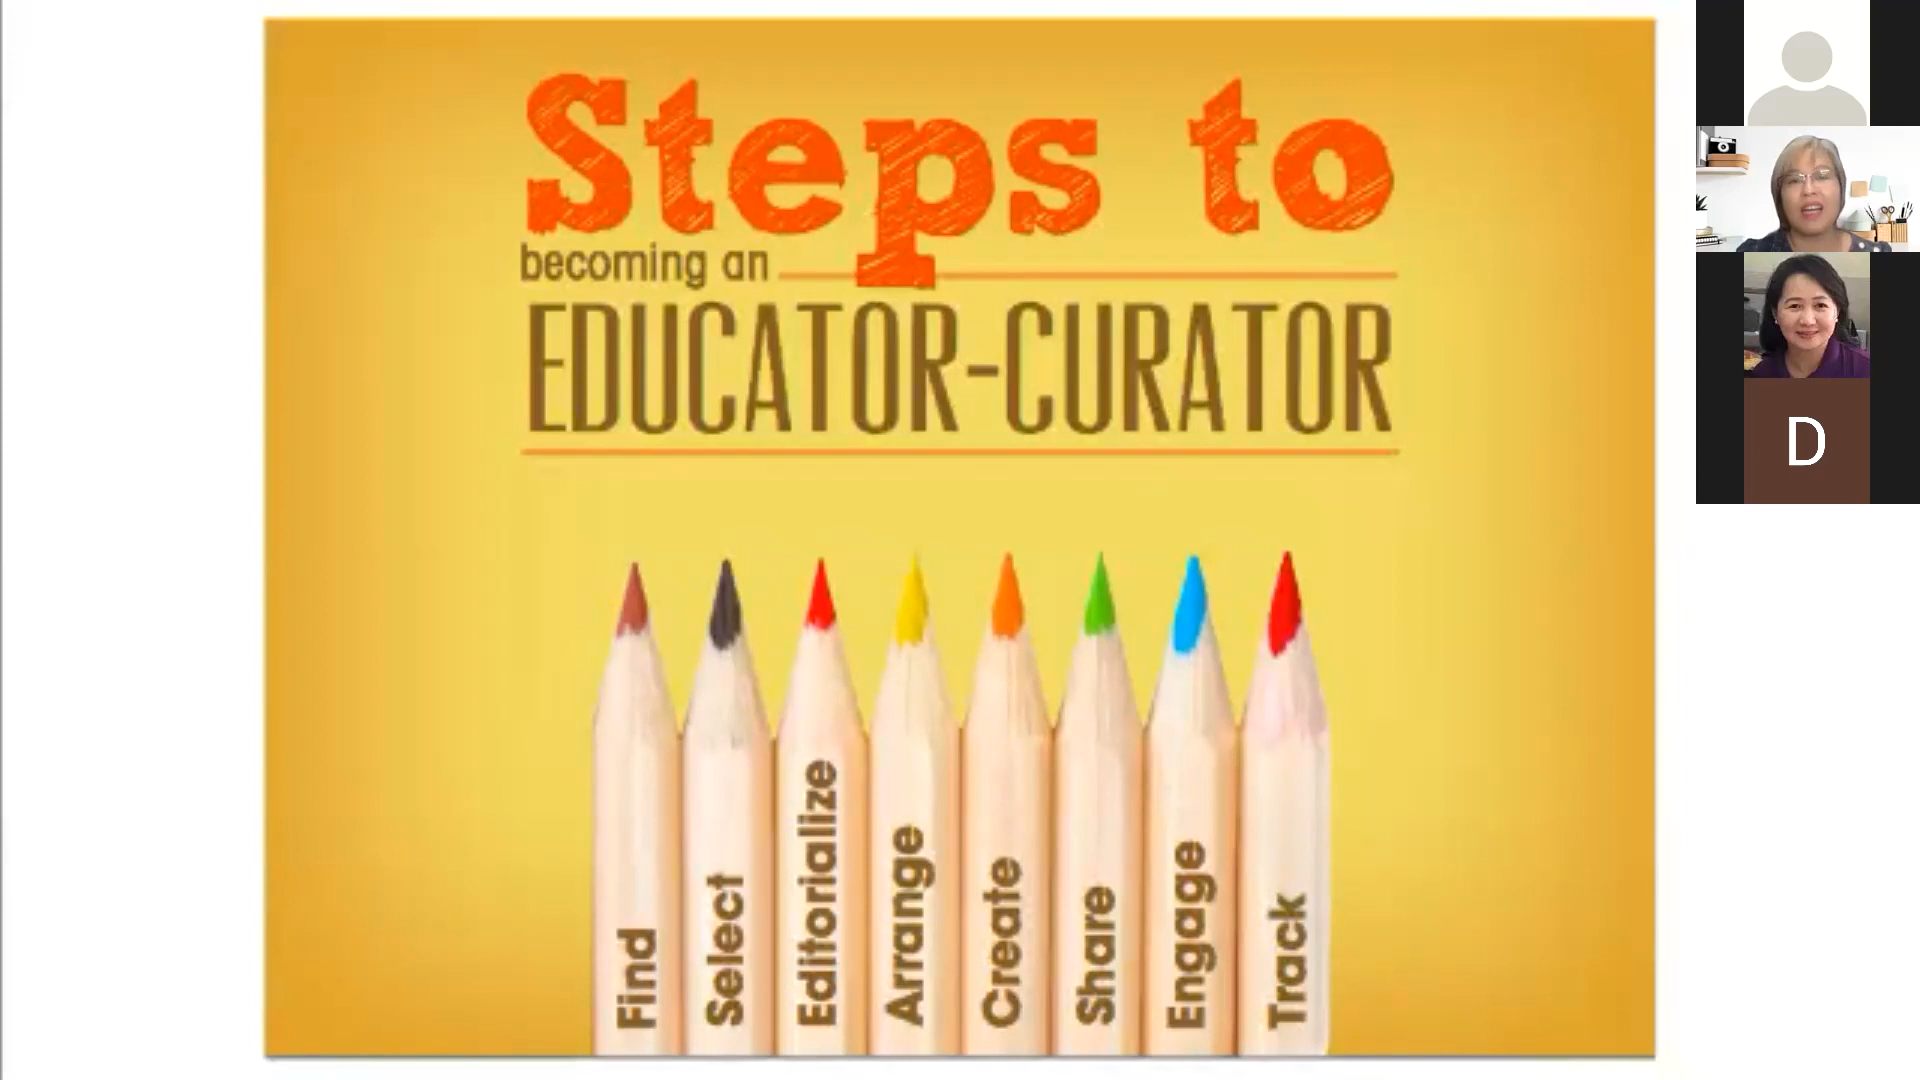 Steps to
becoming an
EDUCATOR-CURATOR
Find
Select
Editorialize
Arrange
Create
Share
Engage
Track
D